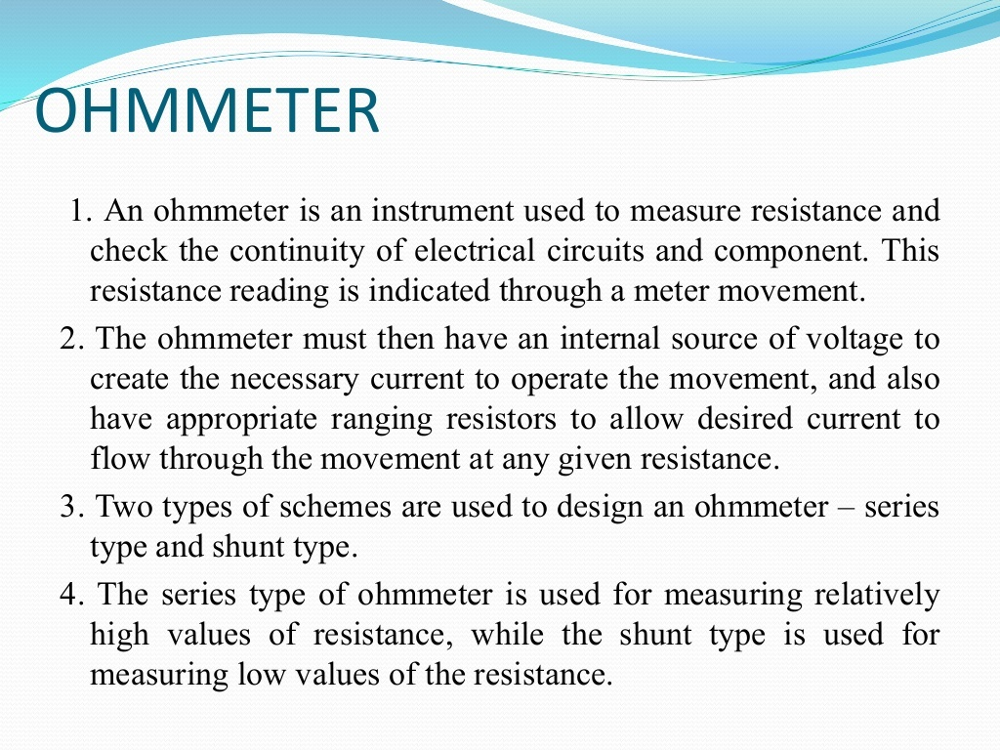 OHMMETER
1. An ohmmeter is an instrument used to measure resistance and
check the continuity of electrical circuits and component. This
resistance reading is indicated through a meter movement.
2. The ohmmeter must then have an internal source of voltage to
create the necessary current to operate the movement, and also
have appropriate ranging resistors to allow desired current to
flow through the movement at any given resistance.
3. Two types of schemes are used to design an ohmmeter – series
type and shunt type.
4. The series type of ohmmeter is used for measuring relatively
high values of resistance, while the shunt type is used for
measuring low values of the resistance.